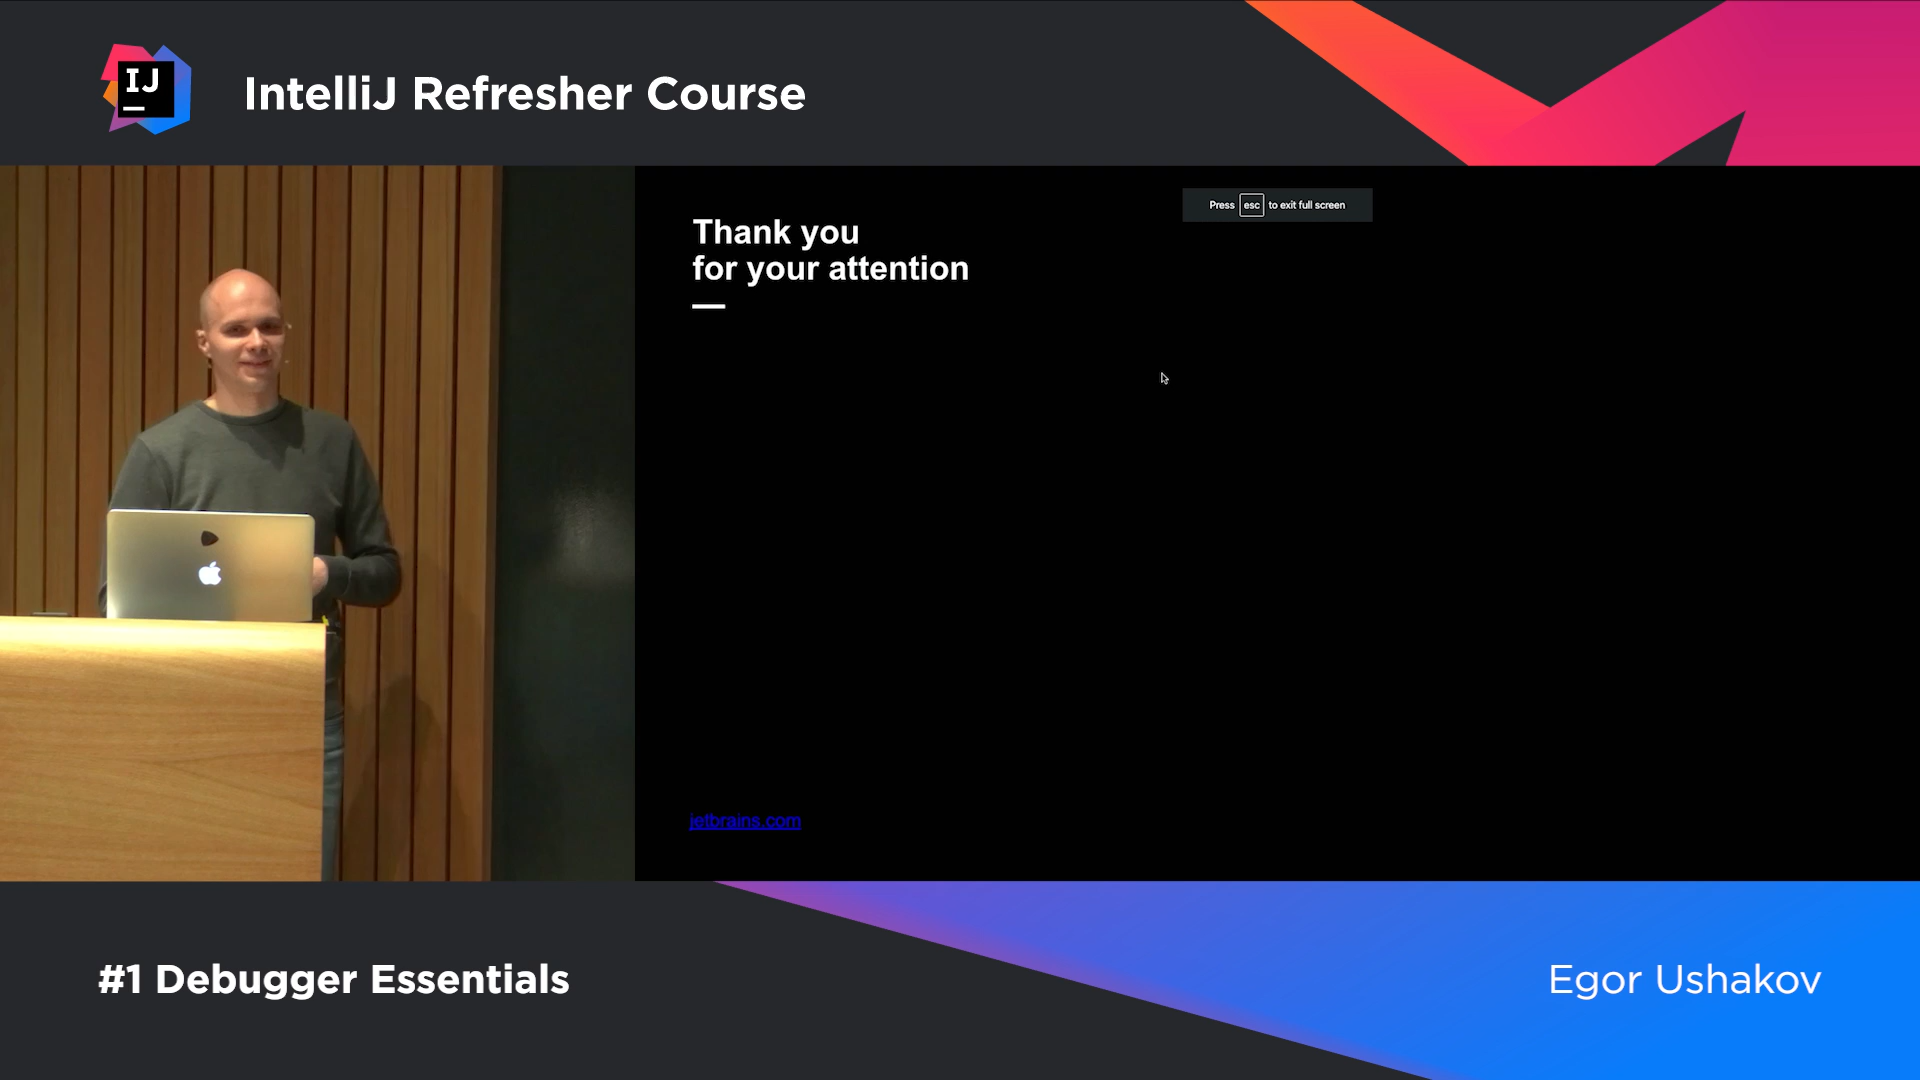 IJ
IntelliJ Refresher Course
Press esc to exit full screen
Thank you
for your attention
jetbrains.com
#1 Debugger Essentials
Egor Ushakov